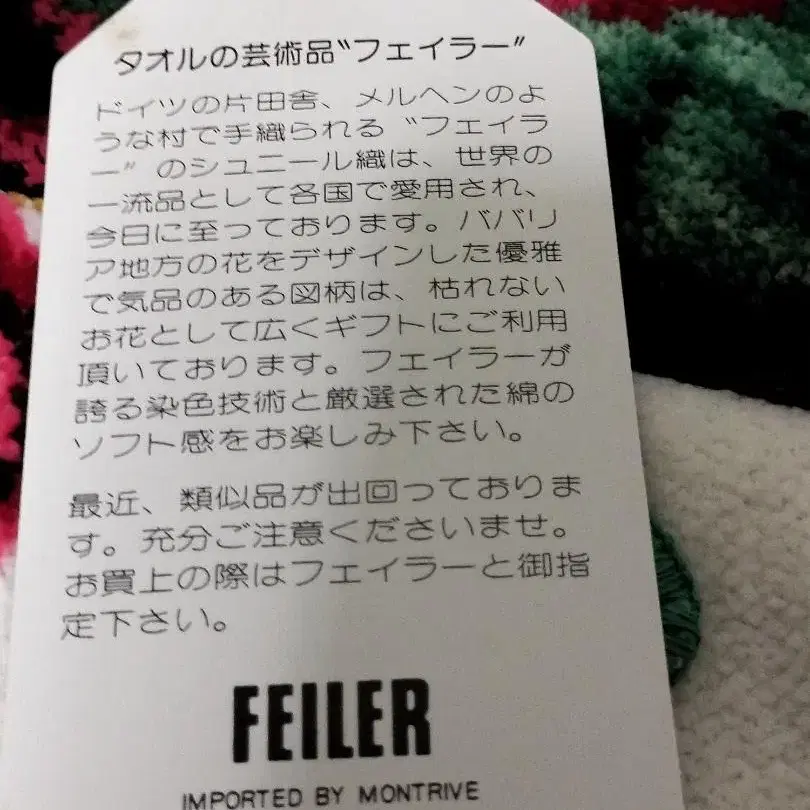 タオルの芸術品〝フェイラー〟
ドイツの片田舎、メルヘンのよ
うな村で手織られる〝フェイラ
ー〟のシュニール織は、世界の
一流品として各国で愛用され、
今日に至っております。ババリ
ア地方の花をデザインした優雅
で気品のある図柄は、枯れない
お花として広くギフトにご利用
頂いております。フェイラーが
誇る染色技術と厳選された綿の
ソフト感をお楽しみ下さい。
最近、類似品が出回っておりま
す。充分ご注意くださいませ。
お買上の際はフェイラーと御指
定下さい。
FEILER
IMPORTED BY MONTRIVE